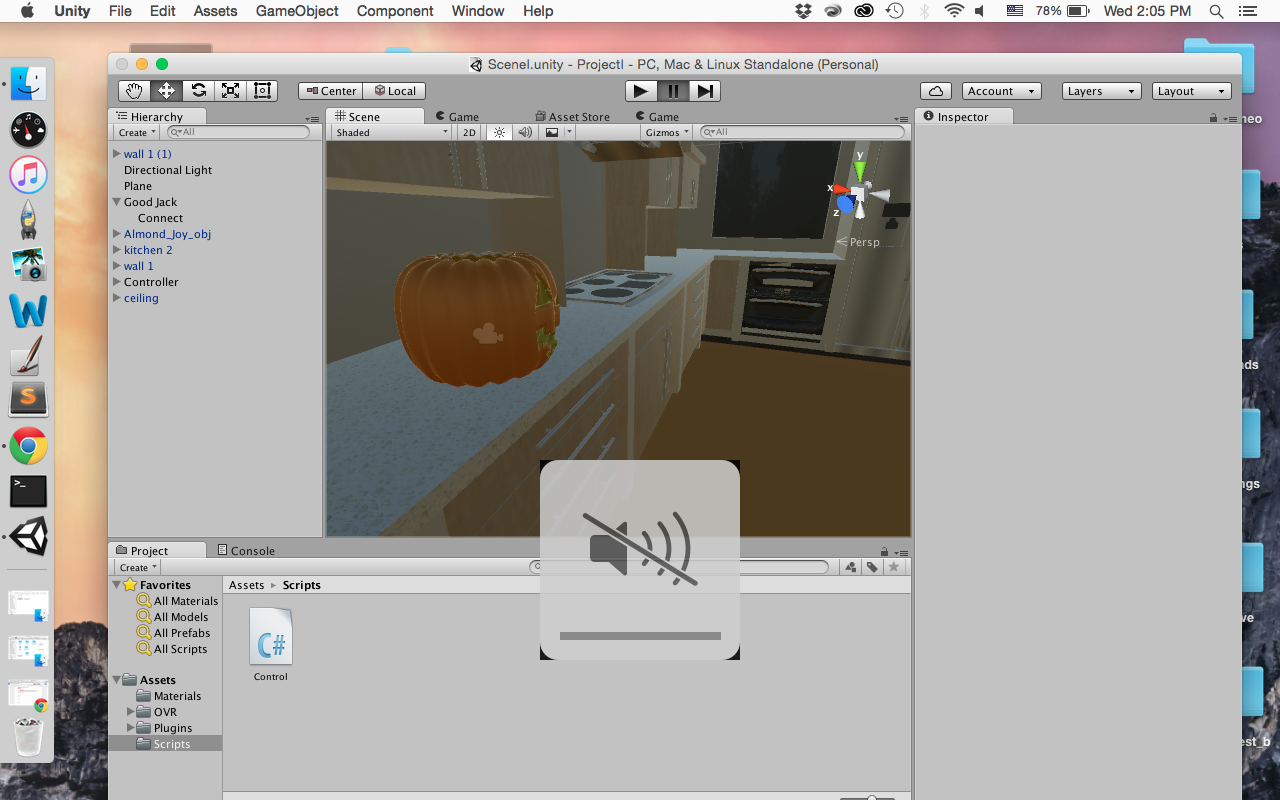 Unity File Edit Assets GameObject Component Window Help 78% Wed 2:05 PM
SceneI.unity - ProjectI - PC, Mac & Linux Standalone (Personal)
Center Local Account Layers Layout
Hierarchy Scene Game Asset Store Game Inspector
Create All Shaded 2D Gizmos All
wall 1 (1)
Directional Light
Plane
Good Jack
Connect
Almond_Joy_obj
kitchen 2
wall 1
Controller
ceiling
y
x
z
Persp
neo
nds
ngs
ve
est_b
W
S
>_
Project Console
Create
Favorites
All Materials
All Models
All Prefabs
All Scripts
Assets
Materials
OVR
Plugins
Scripts
Assets ▸ Scripts
C#
Control